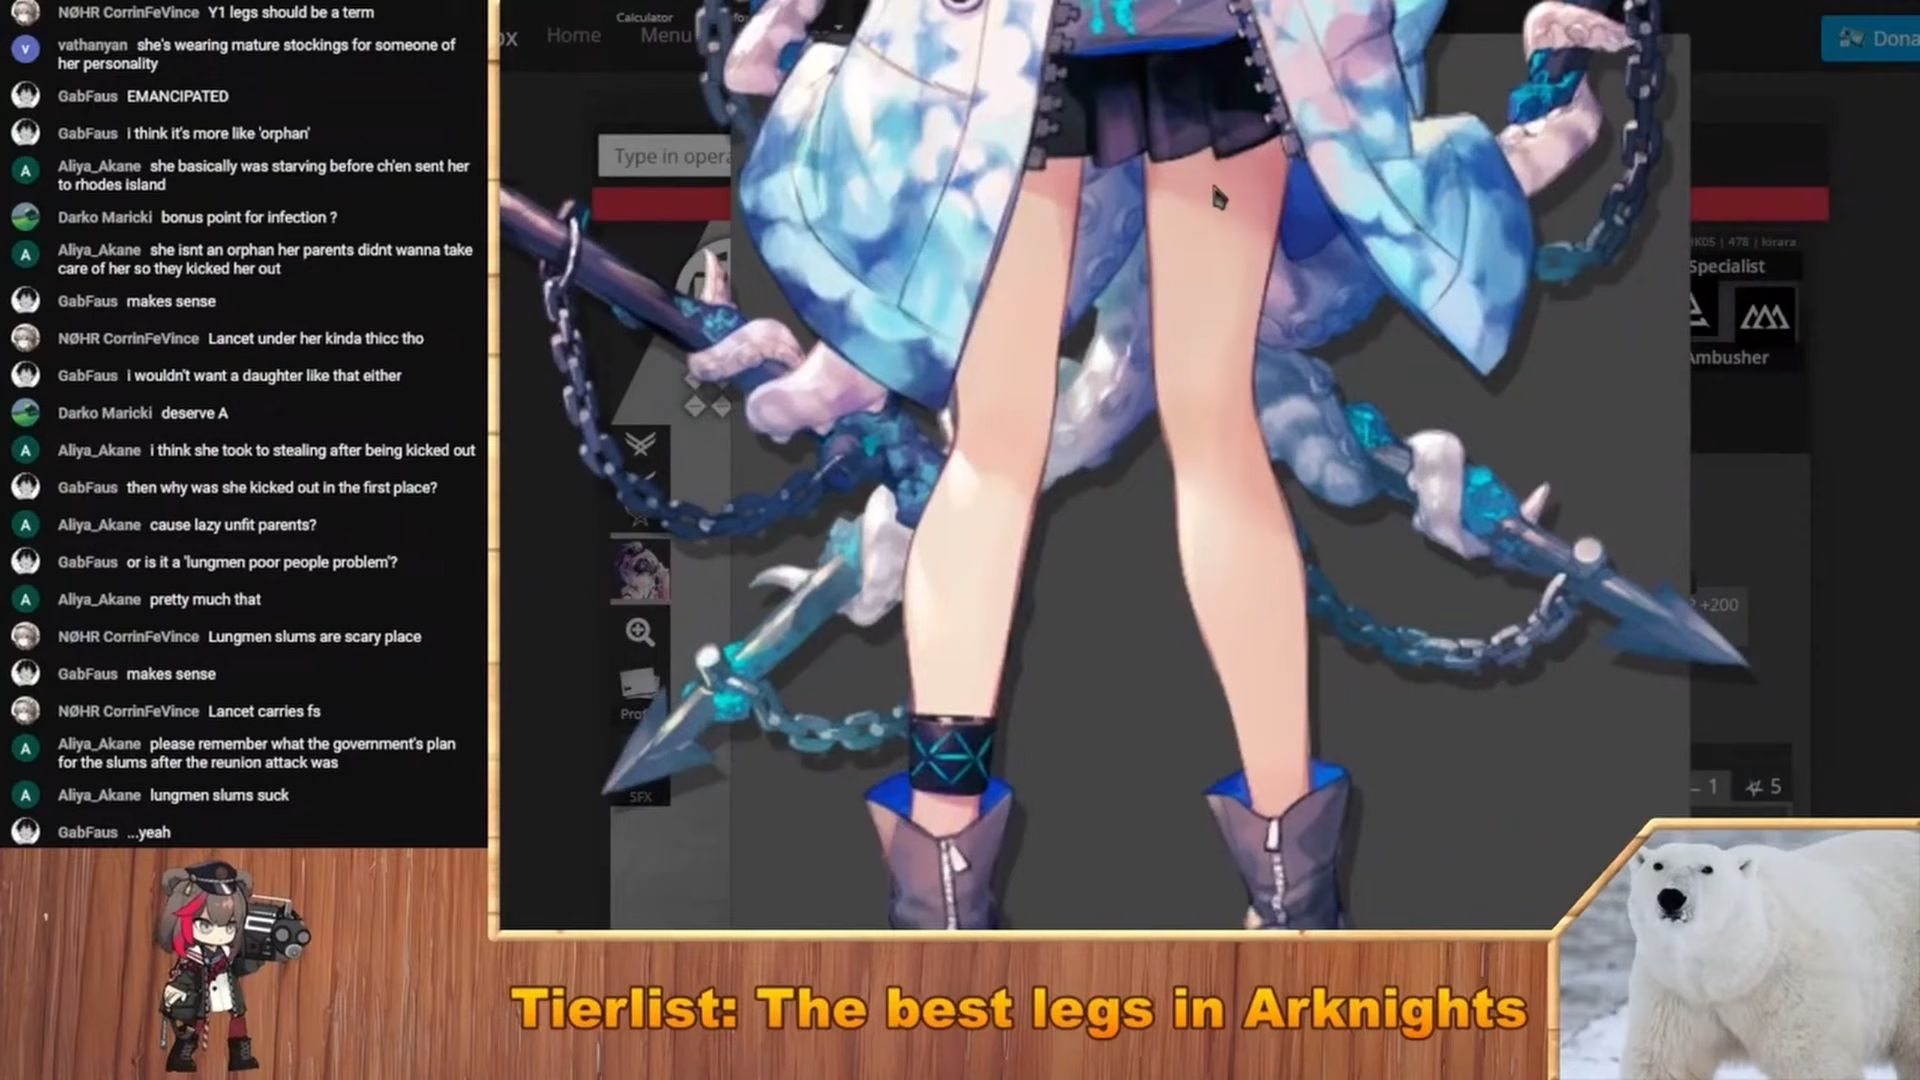 NØHR CorrinFeVince Y1 legs should be a term
vathanyan she's wearing mature stockings for someone of
her personality
GabFaus EMANCIPATED
GabFaus i think it's more like 'orphan'
Aliya_Akane she basically was starving before ch'en sent her
to rhodes island
Darko Maricki bonus point for infection ?
Aliya_Akane she isnt an orphan her parents didnt wanna take
care of her so they kicked her out
GabFaus makes sense
NØHR CorrinFeVince Lancet under her kinda thicc tho
GabFaus i wouldn't want a daughter like that either
Darko Maricki deserve A
Aliya_Akane i think she took to stealing after being kicked out
GabFaus then why was she kicked out in the first place?
Aliya_Akane cause lazy unfit parents?
GabFaus or is it a 'lungmen poor people problem'?
Aliya_Akane pretty much that
NØHR CorrinFeVince Lungmen slums are scary place
GabFaus makes sense
NØHR CorrinFeVince Lancet carries fs
Aliya_Akane please remember what the government's plan
for the slums after the reunion attack was
Aliya_Akane lungmen slums suck
GabFaus ...yeah
Calculator
Home Menu
Dona
Type in opera
K05 | 478 | kirara
Specialist
Ambusher
+200
1 5
Prof
SFX
Tierlist: The best legs in Arknights